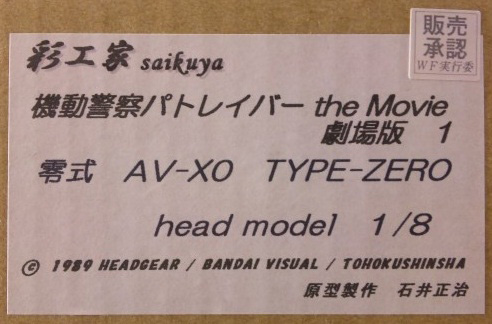 彩工家 saikuya
販売
承認
WF実行委
機動警察パトレイバー the Movie
劇場版 1
零式 AV-XO TYPE-ZERO
head model 1/8
© 1989 HEADGEAR / BANDAI VISUAL / TOHOKUSHINSHA
原型製作 石井正治